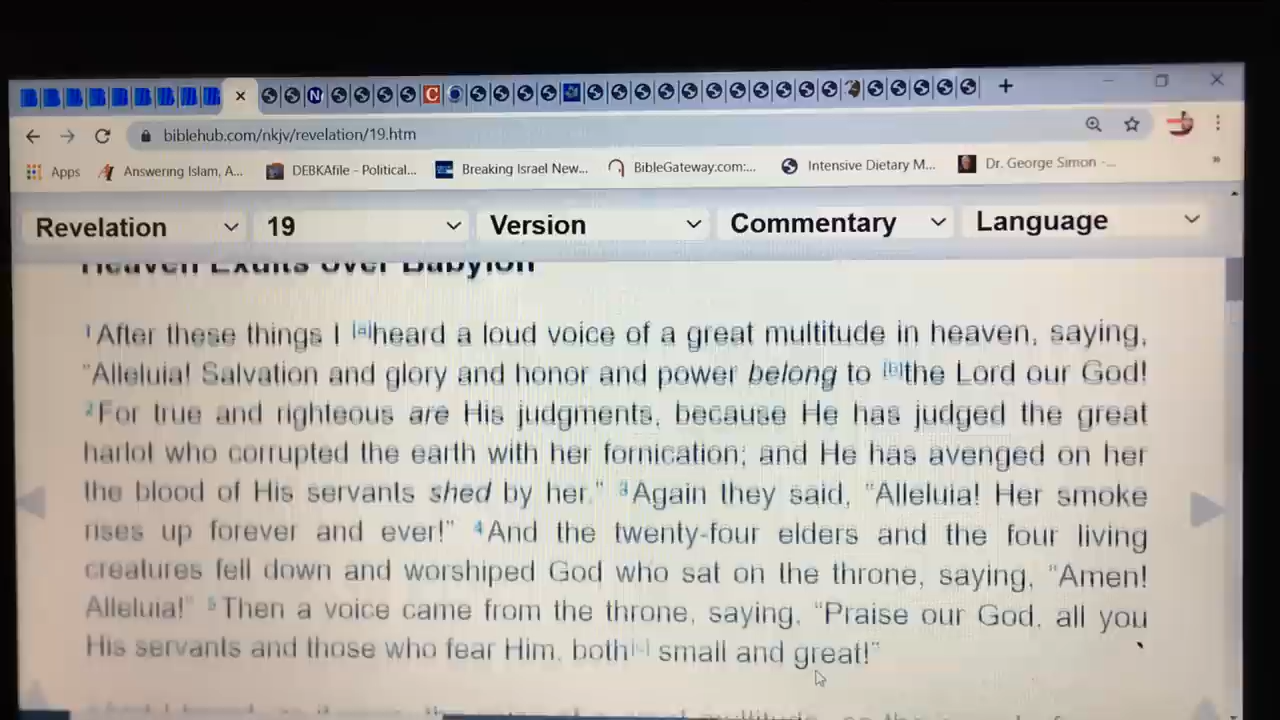 biblehub.com/nkjv/revelation/19.htm
Apps Answering Islam, A... DEBKAfile - Political... Breaking Israel New... BibleGateway.com:... Intensive Dietary M... Dr. George Simon -... »
Revelation 19 Version Commentary Language
Heaven Exults over Babylon
1After these things I [a]heard a loud voice of a great multitude in heaven, saying,
"Alleluia! Salvation and glory and honor and power belong to [b]the Lord our God!
2For true and righteous are His judgments, because He has judged the great
harlot who corrupted the earth with her fornication; and He has avenged on her
the blood of His servants shed by her." 3Again they said, "Alleluia! Her smoke
rises up forever and ever!" 4And the twenty-four elders and the four living
creatures fell down and worshiped God who sat on the throne, saying, "Amen!
Alleluia!" 5Then a voice came from the throne, saying, "Praise our God, all you
His servants and those who fear Him, both[c] small and great!"